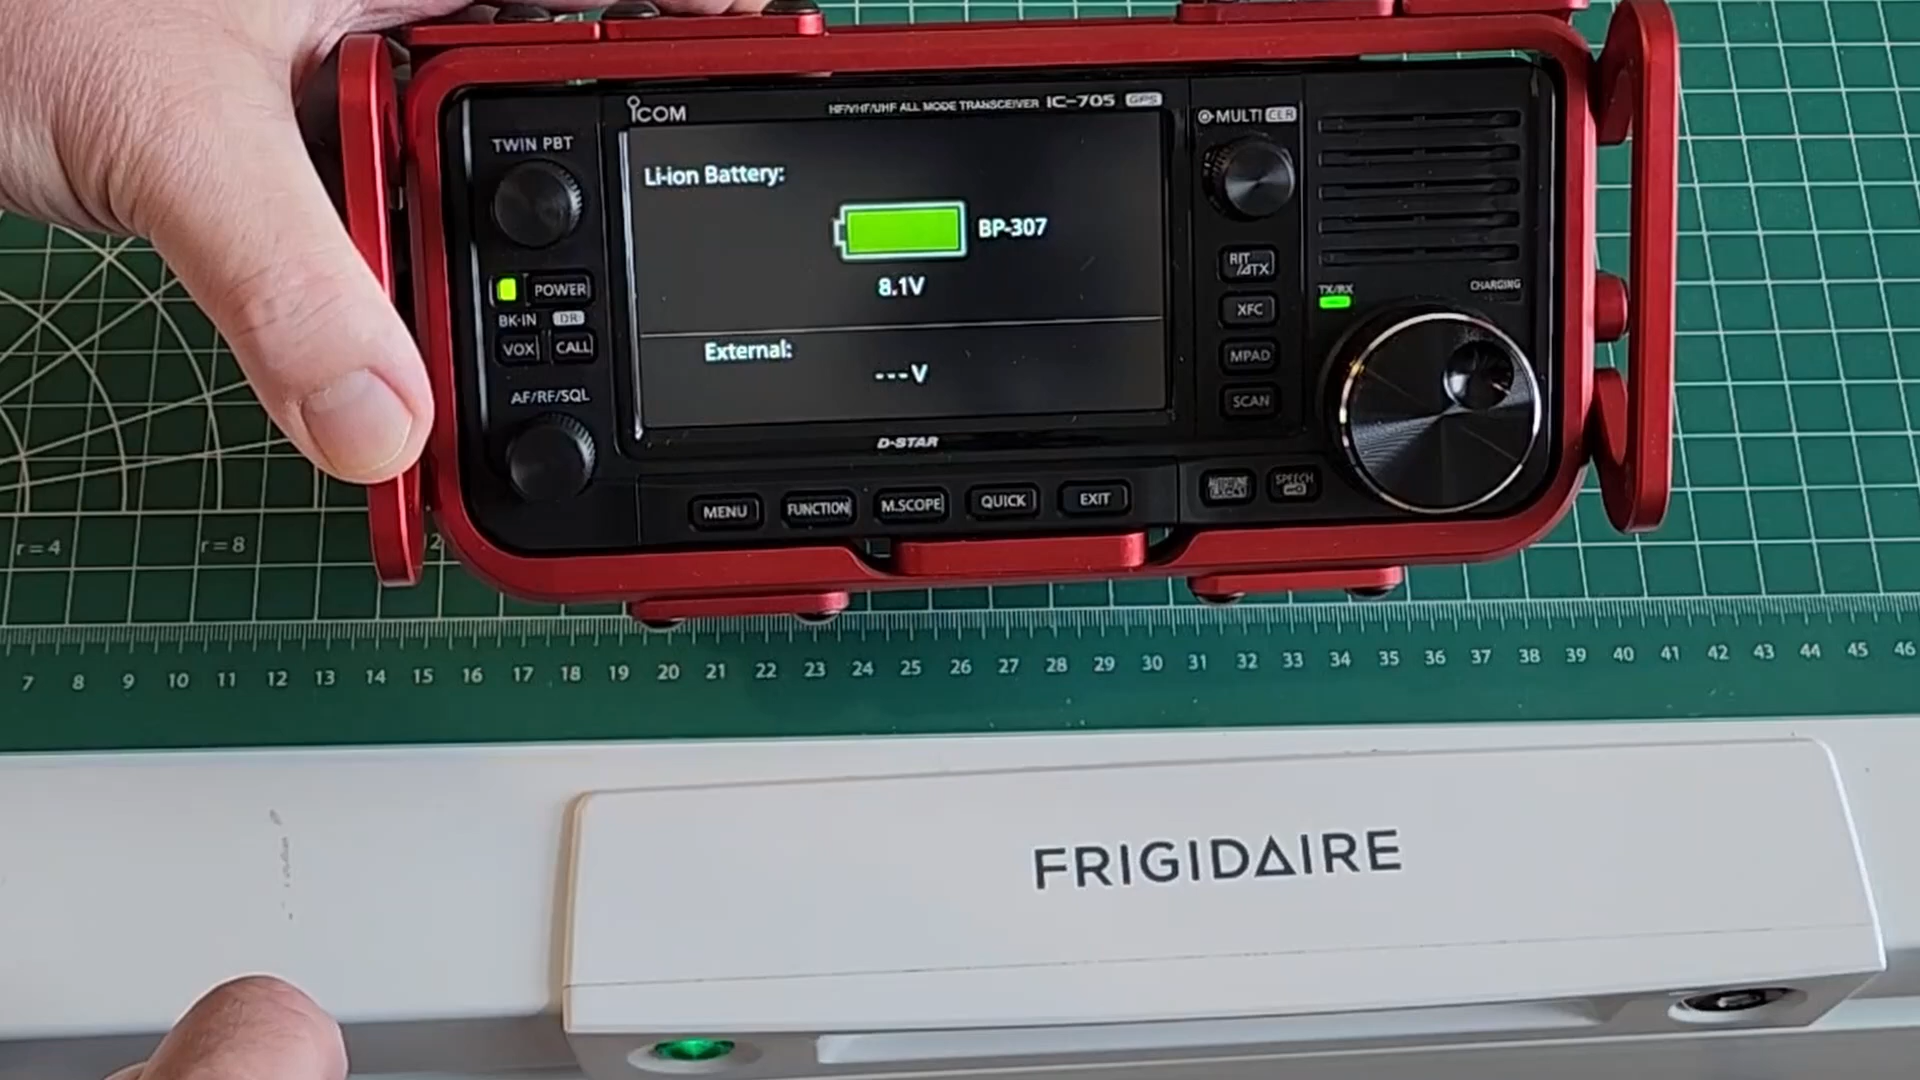 ICOM
HF/VHF/UHF ALL MODE TRANSCEIVER IC-705 GPS
TWIN PBT
MULTI CLR
Li-ion Battery:
BP-307
8.1V
External:
---V
POWER
BK-IN DR
VOX CALL
AF/RF/SQL
RIT
/⊿TX
XFC
MPAD
SCAN
TX/RX
CHARGING
D-STAR
MENU FUNCTION M.SCOPE QUICK EXIT
SPEECH
r=4 r=8 12
7 8 9 10 11 12 13 14 15 16 17 18 19 20 21 22 23 24 25 26 27 28 29 30 31 32 33 34 35 36 37 38 39 40 41 42 43 44 45 46
FRIGIDAIRE